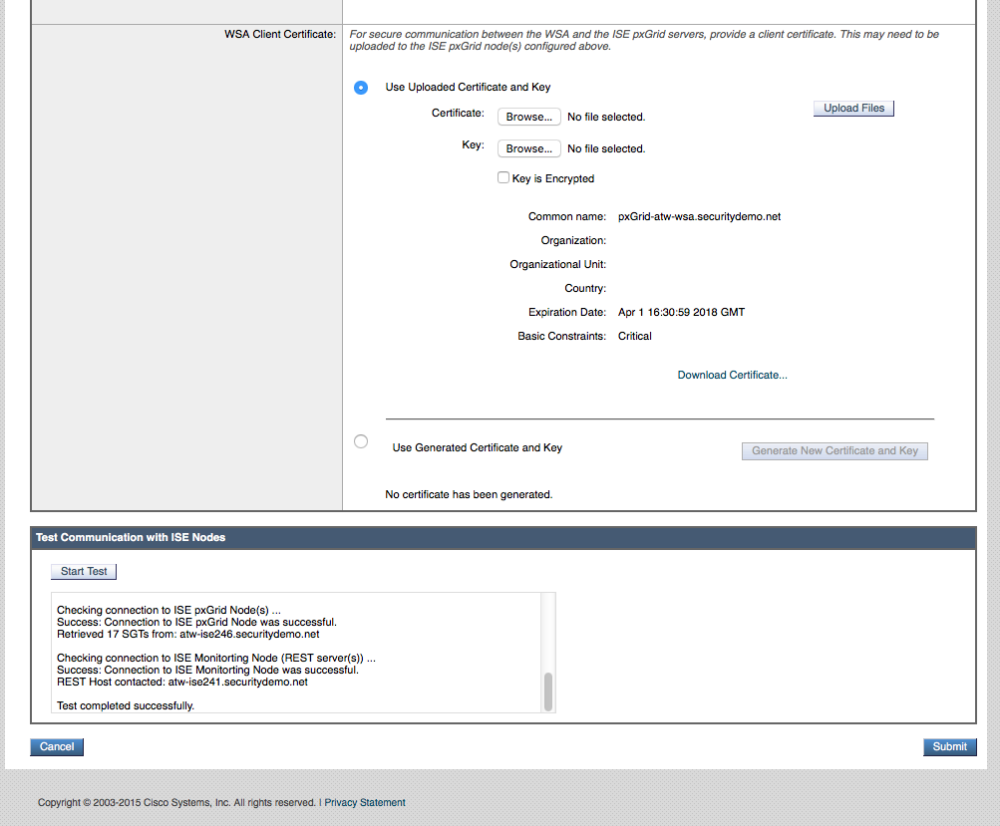 WSA Client Certificate:
For secure communication between the WSA and the ISE pxGrid servers, provide a client certificate. This may need to be
uploaded to the ISE pxGrid node(s) configured above.
Use Uploaded Certificate and Key
Certificate: Browse... No file selected. Upload Files
Key: Browse... No file selected.
Key is Encrypted
Common name: pxGrid-atw-wsa.securitydemo.net
Organization:
Organizational Unit:
Country:
Expiration Date: Apr 1 16:30:59 2018 GMT
Basic Constraints: Critical
Download Certificate...
Use Generated Certificate and Key Generate New Certificate and Key
No certificate has been generated.
Test Communication with ISE Nodes
Start Test
Checking connection to ISE pxGrid Node(s) ...
Success: Connection to ISE pxGrid Node was successful.
Retrieved 17 SGTs from: atw-ise246.securitydemo.net
Checking connection to ISE Monitorting Node (REST server(s)) ...
Success: Connection to ISE Monitorting Node was successful.
REST Host contacted: atw-ise241.securitydemo.net
Test completed successfully.
Cancel Submit
Copyright © 2003-2015 Cisco Systems, Inc. All rights reserved. | Privacy Statement